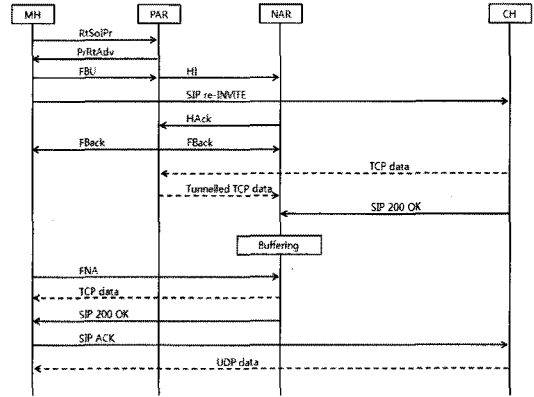 MH PAR NAR CH
RtSolPr
PrRtAdv
FBU HI
SIP re-INVITE
HAck
FBack FBack
TCP data
Tunnelled TCP data
SIP 200 OK
Buffering
FNA
TCP data
SIP 200 OK
SIP ACK
UDP data